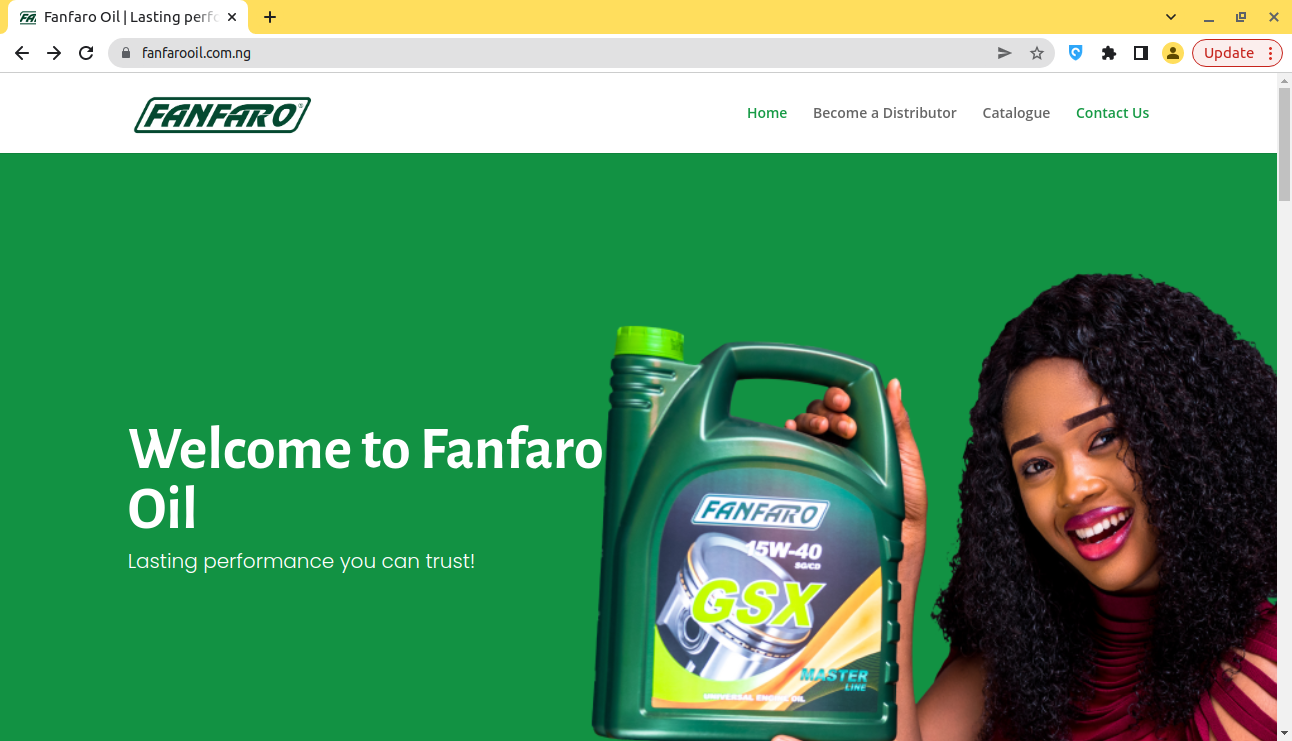 Fanfaro Oil | Lasting perfo
fanfarooil.com.ng
Update
FANFARO®
Home
Become a Distributor
Catalogue
Contact Us
Welcome to Fanfaro
Oil
Lasting performance you can trust!
FANFARO
15W-40
SG/CD
GSX
MASTER
LINE
UNIVERSAL ENGINE OIL